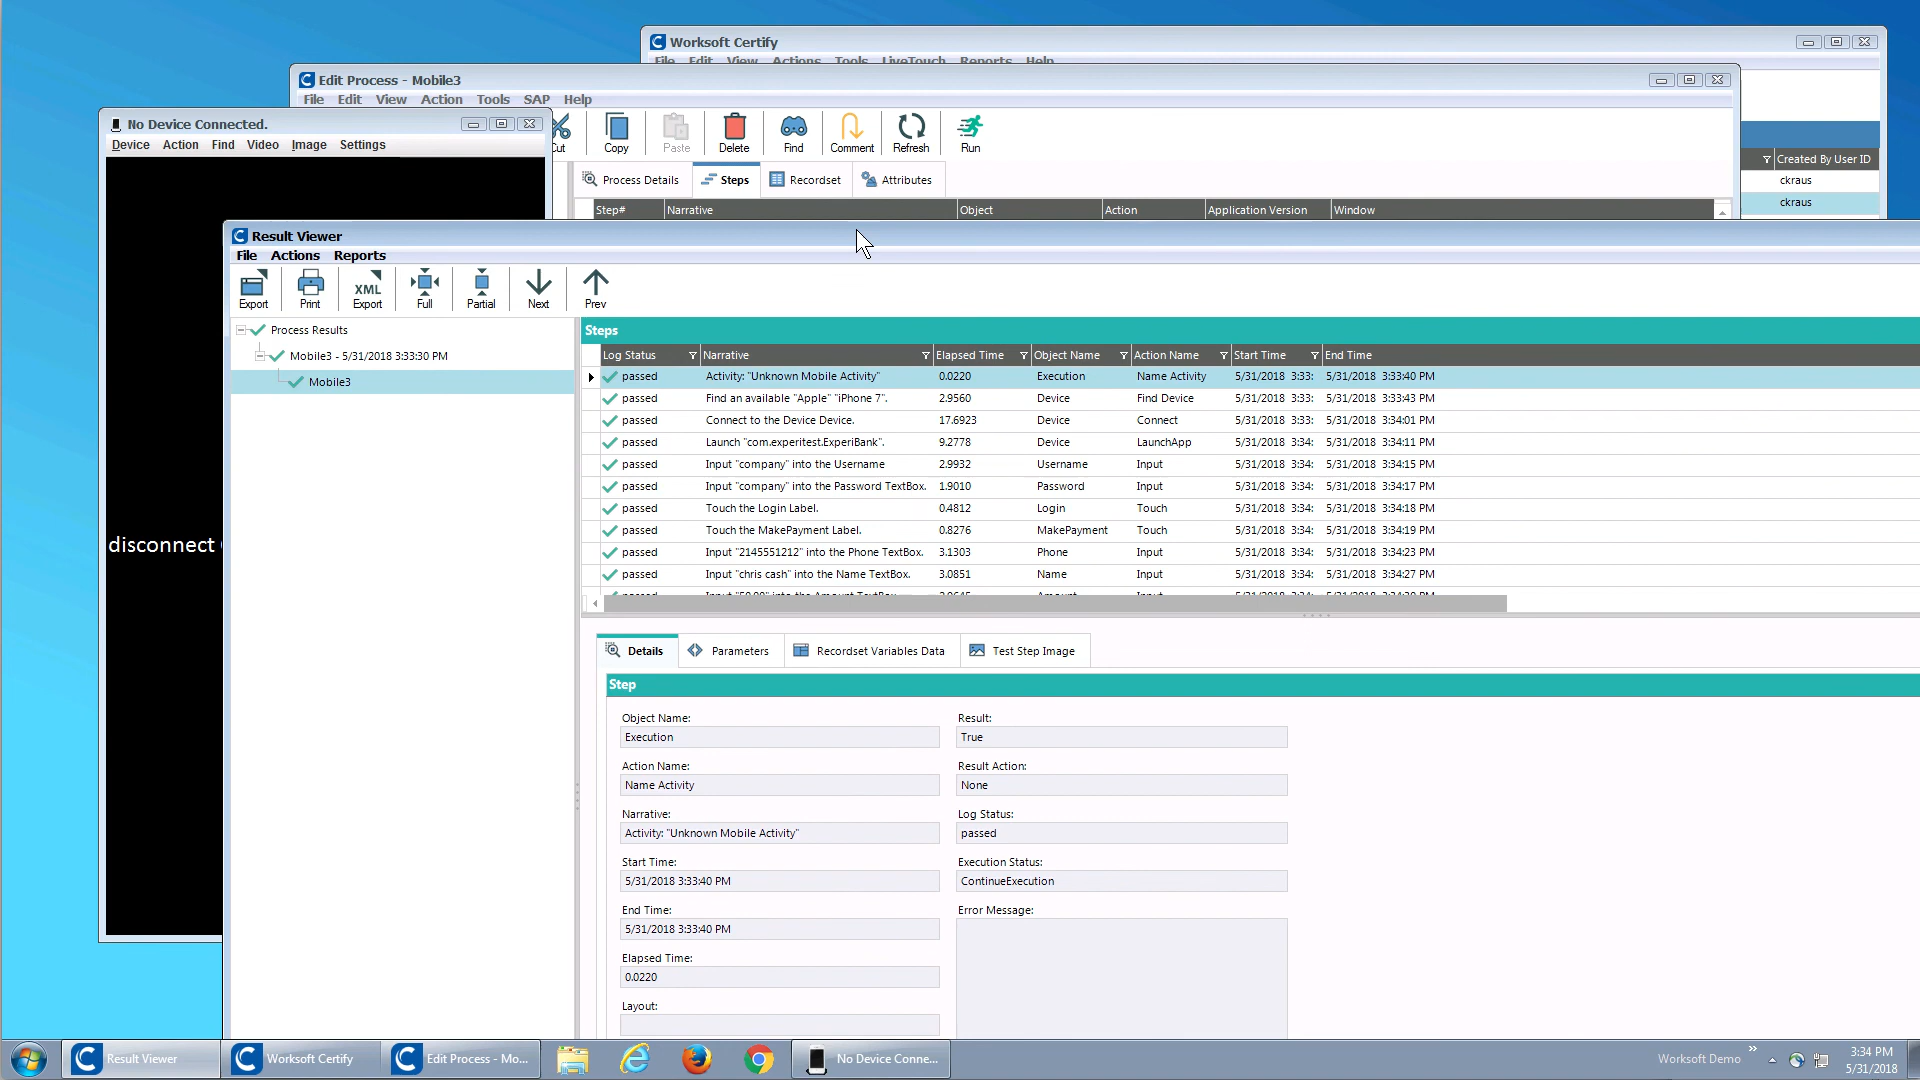 Worksoft Certify
File Edit View Actions Tools LiveTouch Reports Help
Edit Process - Mobile3
File Edit View Action Tools SAP Help
No Device Connected.
Device Action Find Video Image Settings
Cut Copy Paste Delete Find Comment Refresh Run
Process Details Steps Recordset Attributes
Step# Narrative Object Action Application Version Window
Created By User ID
ckraus
ckraus
disconnect
Result Viewer
File Actions Reports
Export Print XML Export Full Partial Next Prev
Process Results
Mobile3 - 5/31/2018 3:33:30 PM
Mobile3
Steps
Log Status Narrative Elapsed Time Object Name Action Name Start Time End Time
passed Activity: "Unknown Mobile Activity" 0.0220 Execution Name Activity 5/31/2018 3:33: 5/31/2018 3:33:40 PM
passed Find an available "Apple" "iPhone 7". 2.9560 Device Find Device 5/31/2018 3:33: 5/31/2018 3:33:43 PM
passed Connect to the Device Device. 17.6923 Device Connect 5/31/2018 3:33: 5/31/2018 3:34:01 PM
passed Launch "com.experitest.ExperiBank". 9.2778 Device LaunchApp 5/31/2018 3:34: 5/31/2018 3:34:11 PM
passed Input "company" into the Username 2.9932 Username Input 5/31/2018 3:34: 5/31/2018 3:34:15 PM
passed Input "company" into the Password TextBox. 1.9010 Password Input 5/31/2018 3:34: 5/31/2018 3:34:17 PM
passed Touch the Login Label. 0.4812 Login Touch 5/31/2018 3:34: 5/31/2018 3:34:18 PM
passed Touch the MakePayment Label. 0.8276 MakePayment Touch 5/31/2018 3:34: 5/31/2018 3:34:19 PM
passed Input "2145551212" into the Phone TextBox. 3.1303 Phone Input 5/31/2018 3:34: 5/31/2018 3:34:23 PM
passed Input "chris cash" into the Name TextBox. 3.0851 Name Input 5/31/2018 3:34: 5/31/2018 3:34:27 PM
Details Parameters Recordset Variables Data Test Step Image
Step
Object Name:
Execution
Action Name:
Name Activity
Narrative:
Activity: "Unknown Mobile Activity"
Start Time:
5/31/2018 3:33:40 PM
End Time:
5/31/2018 3:33:40 PM
Elapsed Time:
0.0220
Layout:
Result:
True
Result Action:
None
Log Status:
passed
Execution Status:
ContinueExecution
Error Message:
Result Viewer
Worksoft Certify
Edit Process - Mo...
No Device Conne...
Worksoft Demo
3:34 PM
5/31/2018